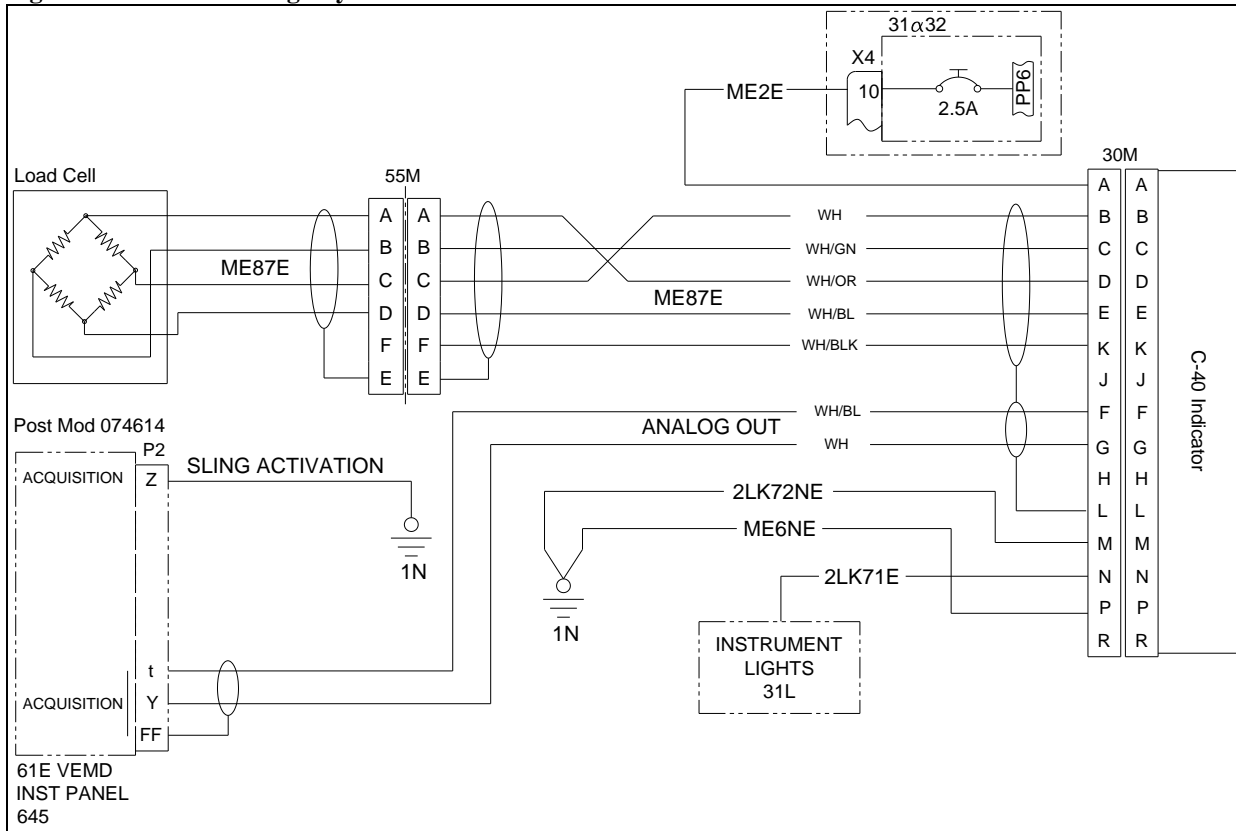 31α32
X4
10
2.5A
PP6
ME2E
30M
A A
B B
C C
D D
E E
K K
J J
F F
G G
H H
L L
M M
N N
P P
R R
C-40 Indicator
Load Cell
55M
A A
B B
C C
D D
F F
E E
ME87E
ME87E
WH
WH/GN
WH/OR
WH/BL
WH/BLK
WH/BL
ANALOG OUT
WH
Post Mod 074614
P2
ACQUISITION
Z
SLING ACTIVATION
1N
2LK72NE
ME6NE
1N
2LK71E
INSTRUMENT
LIGHTS
31L
t
ACQUISITION
Y
FF
61E VEMD
INST PANEL
645